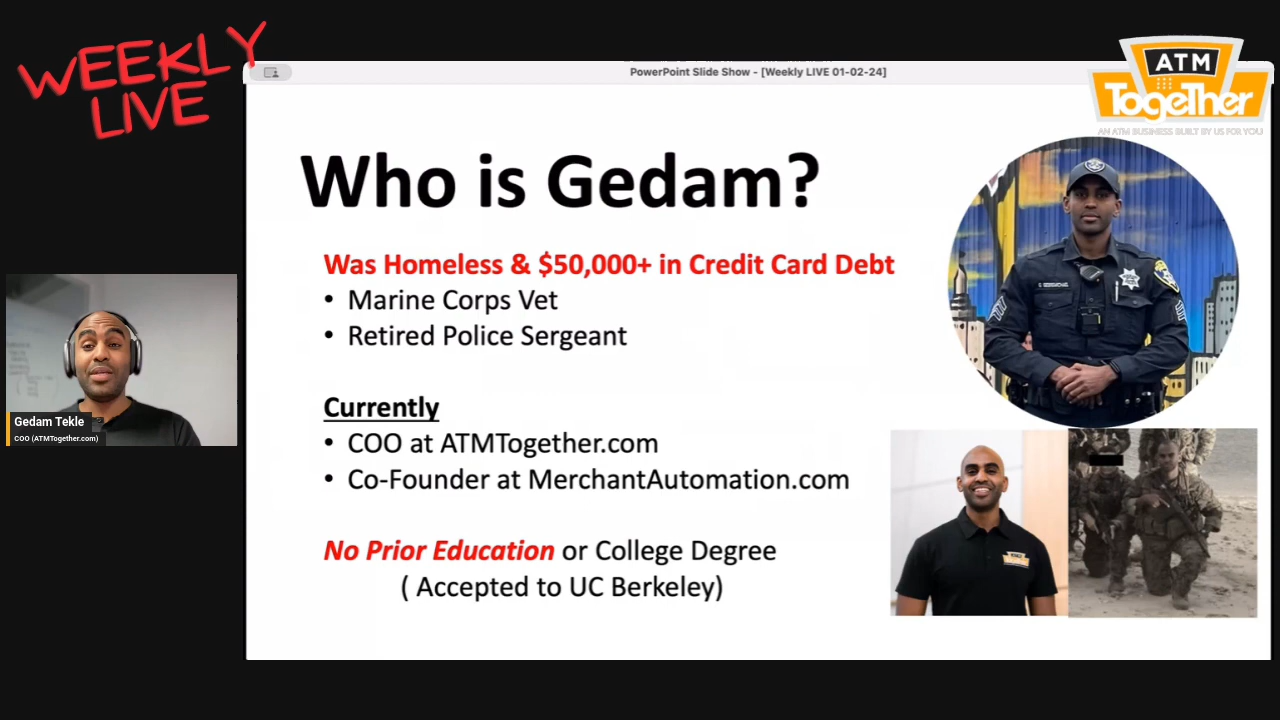 WEEKLY
LIVE
PowerPoint Slide Show - [Weekly LIVE 01-02-24]
ATM
TogeTher
AN ATM BUSINESS BUILT BY US FOR YOU
Who is Gedam?
Was Homeless & $50,000+ in Credit Card Debt
• Marine Corps Vet
• Retired Police Sergeant
Currently
• COO at ATMTogether.com
• Co-Founder at MerchantAutomation.com
No Prior Education or College Degree
( Accepted to UC Berkeley)
Gedam Tekle
COO (ATMTogether.com)